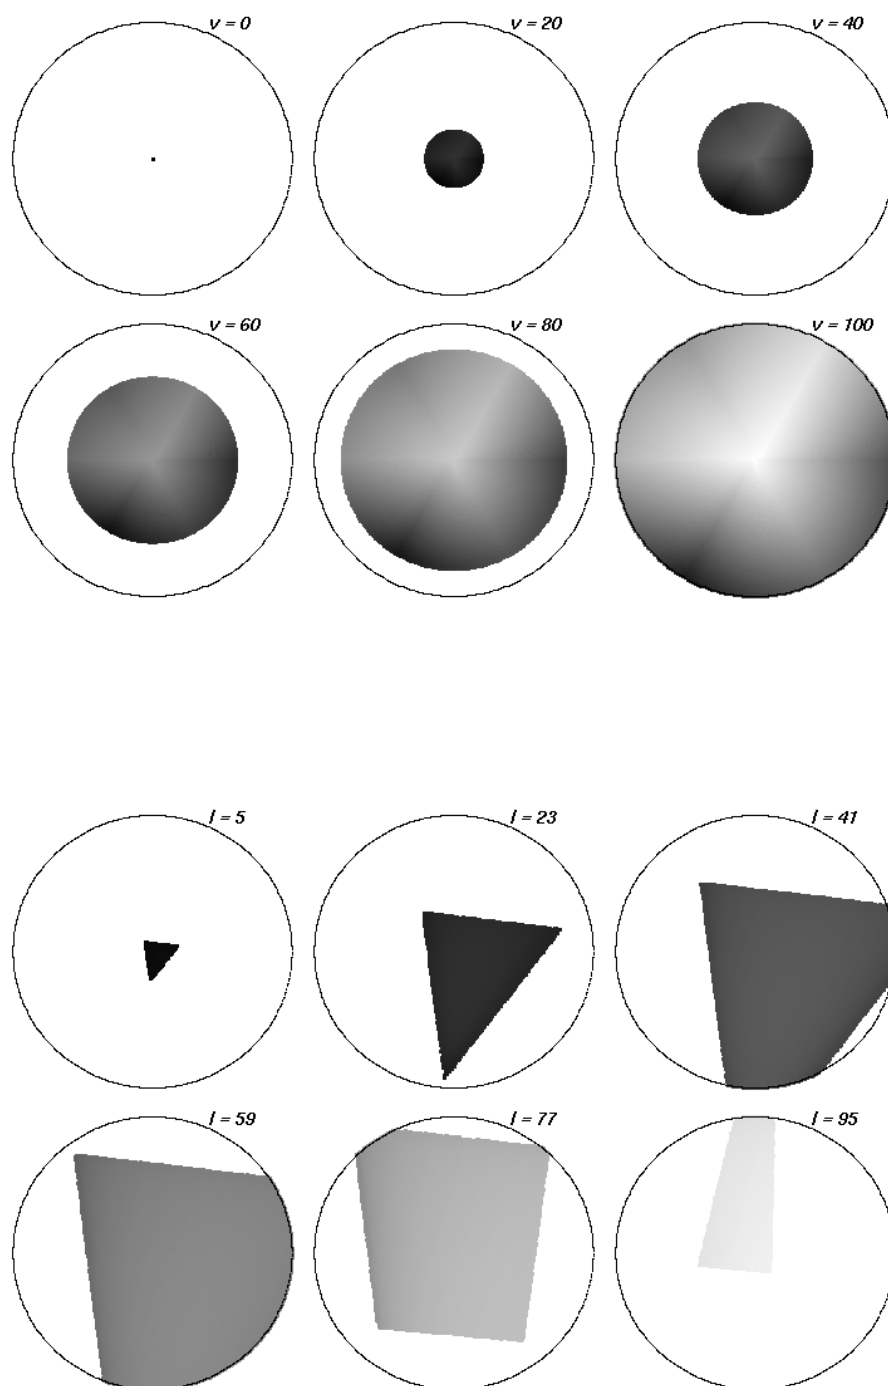 v = 0
v = 20
v = 40
v = 60
v = 80
v = 100
l = 5
l = 23
l = 41
l = 59
l = 77
l = 95